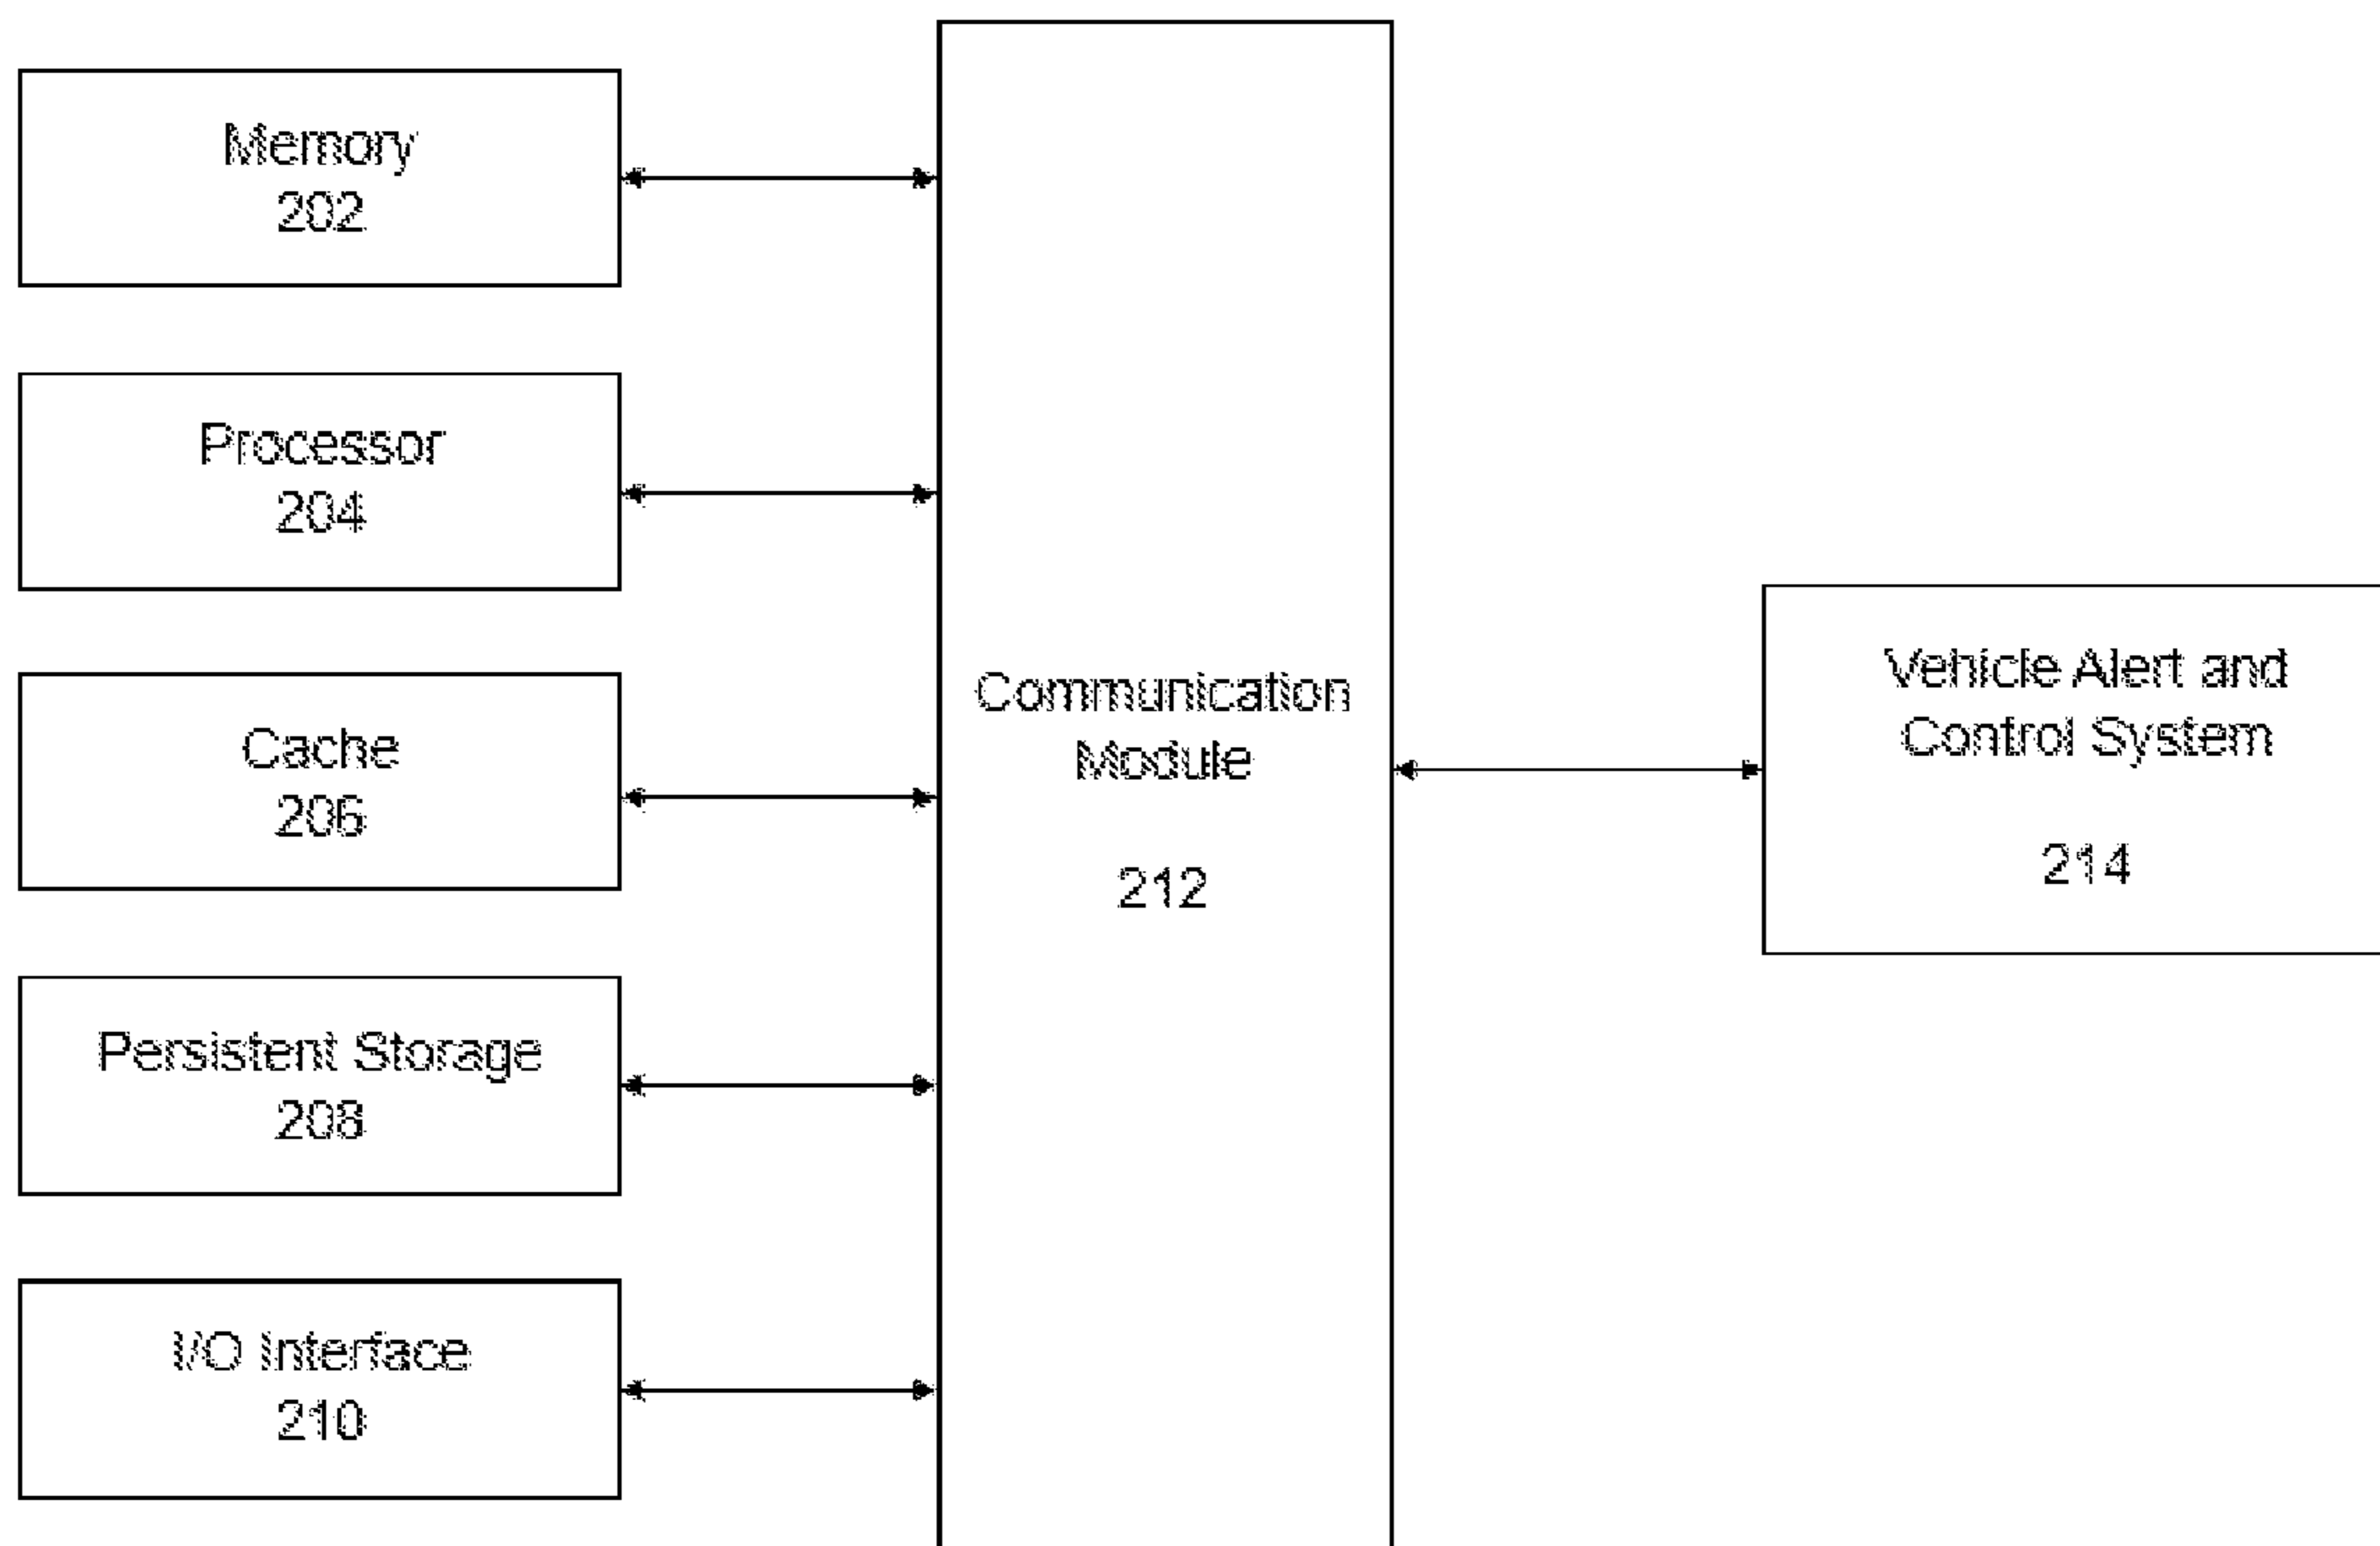 Memory
202
Processor
204
Cache
206
Persistent Storage
208
I/O Interface
210
Communication
Module
212
Vehicle Alert and
Control System
214